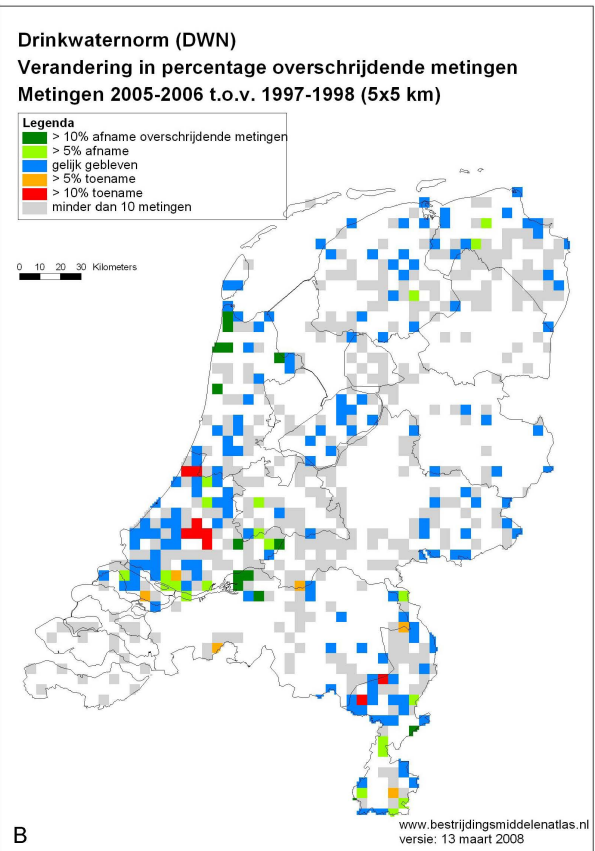 Drinkwaternorm (DWN)
Verandering in percentage overschrijdende metingen
Metingen 2005-2006 t.o.v. 1997-1998 (5x5 km)
Legenda
> 10% afname overschrijdende metingen
> 5% afname
gelijk gebleven
> 5% toename
> 10% toename
minder dan 10 metingen
0 10 20 30 Kilometers
www.bestrijdingsmiddelenatlas.nl
versie: 13 maart 2008
B